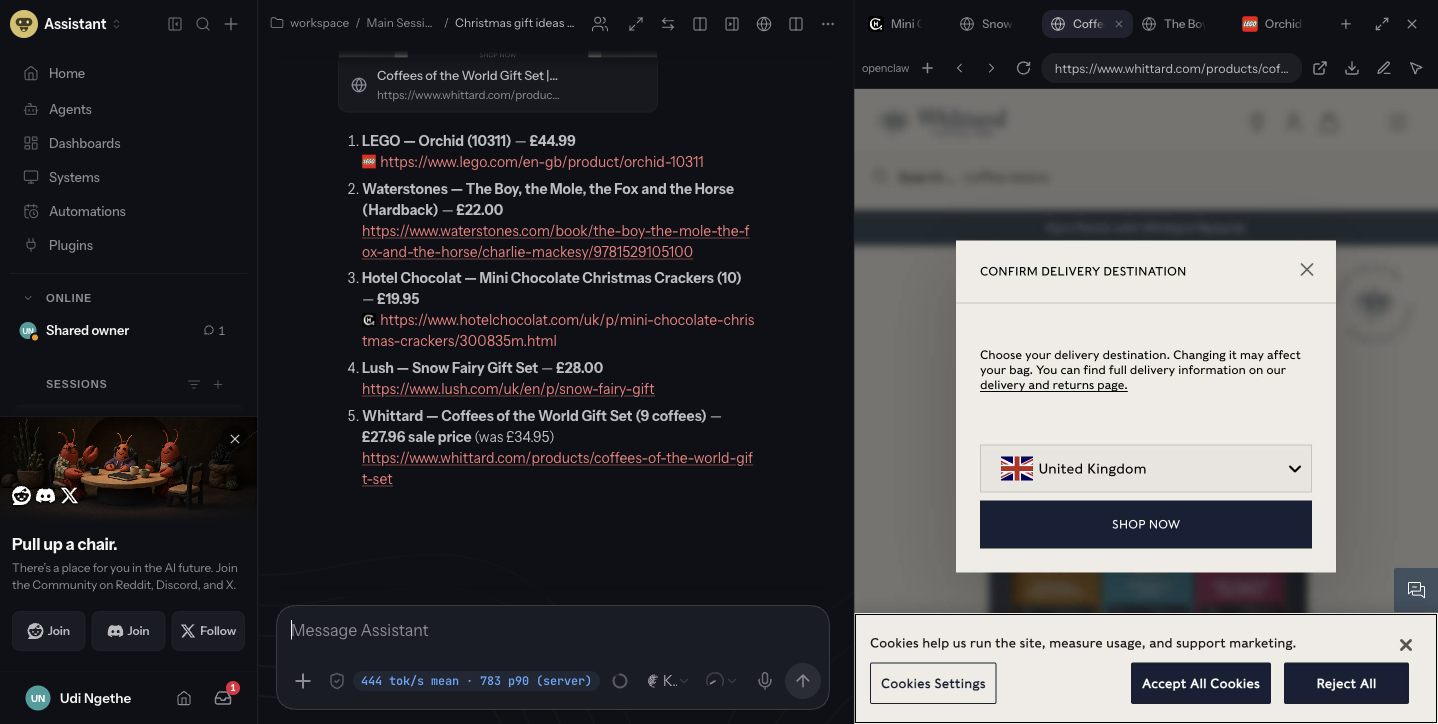 Assistant
Home
Agents
Dashboards
Systems
Automations
Plugins
ONLINE
UN Shared owner 1
SESSIONS
Pull up a chair.
There's a place for you in the AI future. Join
the Community on Reddit, Discord, and X.
Join
Join
Follow
UN Udi Ngethe 1
workspace / Main Sessi... / Christmas gift ideas ...
SHOP NOW
Coffees of the World Gift Set |...
https://www.whittard.com/produc...
1. LEGO — Orchid (10311) — £44.99
https://www.lego.com/en-gb/product/orchid-10311
2. Waterstones — The Boy, the Mole, the Fox and the Horse
(Hardback) — £22.00
https://www.waterstones.com/book/the-boy-the-mole-the-f
ox-and-the-horse/charlie-mackesy/9781529105100
3. Hotel Chocolat — Mini Chocolate Christmas Crackers (10)
— £19.95
https://www.hotelchocolat.com/uk/p/mini-chocolate-chris
tmas-crackers/300835m.html
4. Lush — Snow Fairy Gift Set — £28.00
https://www.lush.com/uk/en/p/snow-fairy-gift
5. Whittard — Coffees of the World Gift Set (9 coffees) —
£27.96 sale price (was £34.95)
https://www.whittard.com/products/coffees-of-the-world-gif
t-set
Message Assistant
444 tok/s mean · 783 p90 (server)
K...
Mini C
Snow
Coffe
The Boy
LEGO Orchid
openclaw
https://www.whittard.com/products/cof...
Whittard
CONFIRM DELIVERY DESTINATION
Choose your delivery destination. Changing it may affect
your bag. You can find full delivery information on our
delivery and returns page.
United Kingdom
SHOP NOW
Cookies help us run the site, measure usage, and support marketing.
Cookies Settings
Accept All Cookies
Reject All